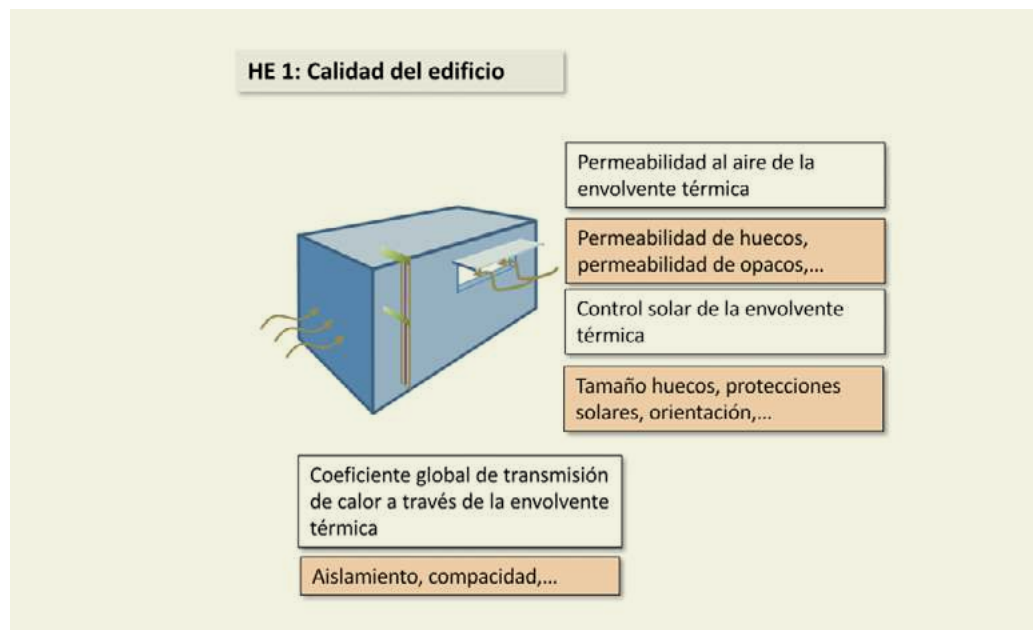 HE 1: Calidad del edificio
Permeabilidad al aire de la
envolvente térmica
Permeabilidad de huecos,
permeabilidad de opacos,...
Control solar de la envolvente
térmica
Tamaño huecos, protecciones
solares, orientación,...
Coeficiente global de transmisión
de calor a través de la envolvente
térmica
Aislamiento, compacidad,...